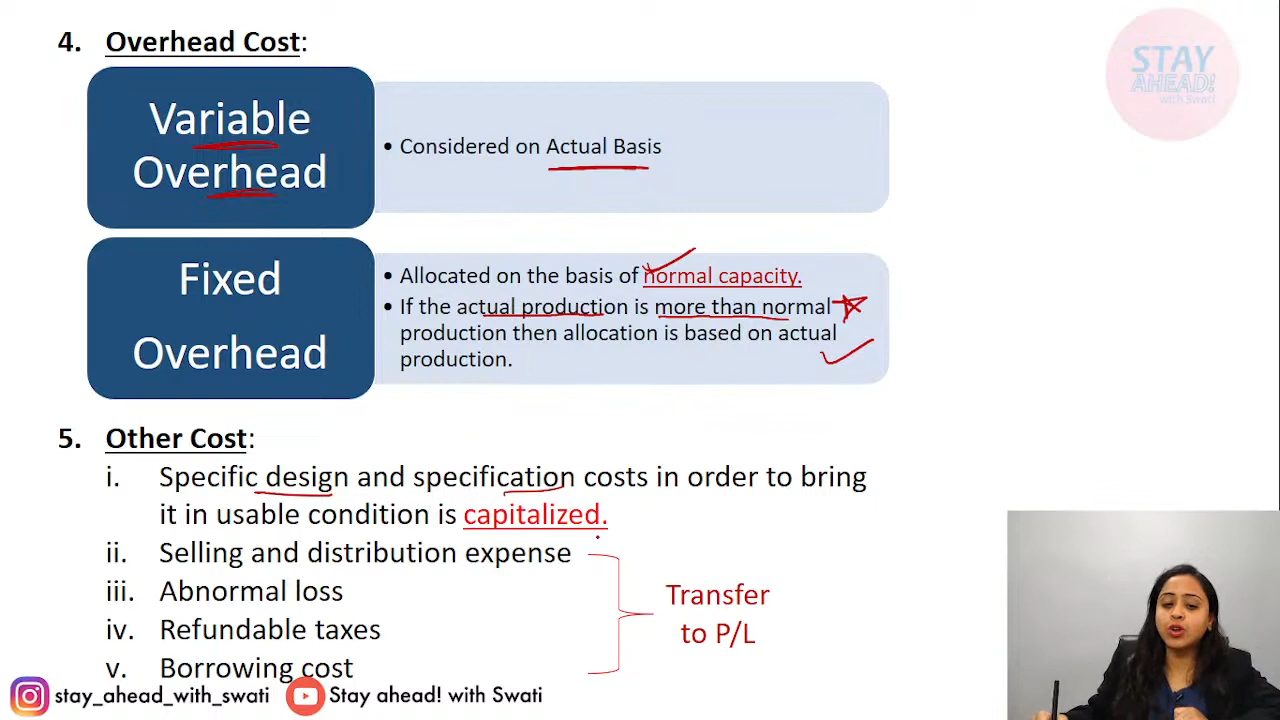 4. Overhead Cost:
STAY
AHEAD!
with Swati
Variable
Overhead
• Considered on Actual Basis
Fixed
Overhead
• Allocated on the basis of normal capacity.
• If the actual production is more than normal
production then allocation is based on actual
production.
5. Other Cost:
i. Specific design and specification costs in order to bring
it in usable condition is capitalized.
ii. Selling and distribution expense
iii. Abnormal loss
iv. Refundable taxes
v. Borrowing cost
Transfer
to P/L
stay_ahead_with_swati
Stay ahead! with Swati